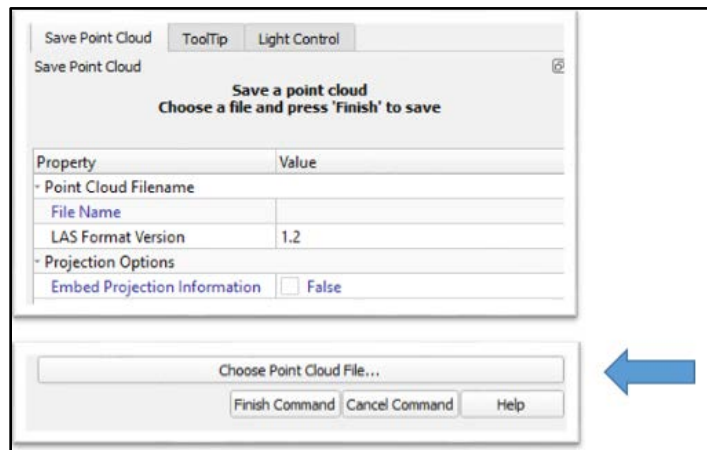 Save Point Cloud ToolTip Light Control
Save Point Cloud
Save a point cloud
Choose a file and press 'Finish' to save
Property Value
Point Cloud Filename
File Name
LAS Format Version 1.2
Projection Options
Embed Projection Information False
Choose Point Cloud File...
Finish Command Cancel Command Help